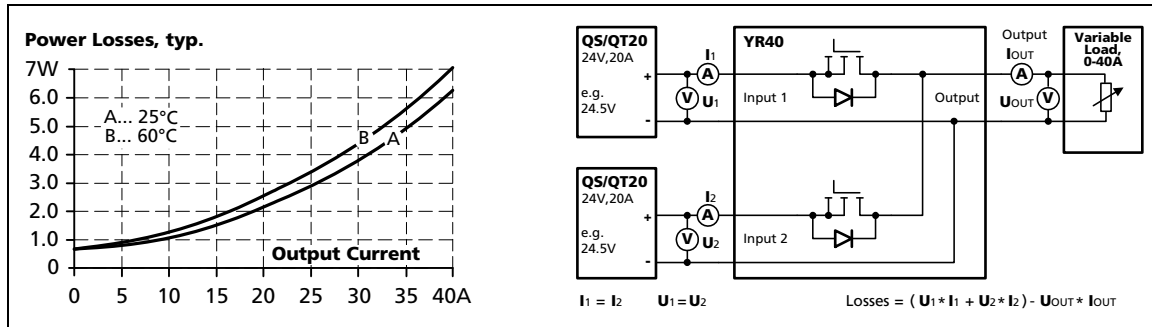 Power Losses, typ.
7W
6.0
5.0
4.0
3.0
2.0
1.0
0
A... 25°C
B... 60°C
B
A
Output Current
0 5 10 15 20 25 30 35 40A
QS/QT20
24V,20A
e.g.
24.5V
+
-
I1
A
V
U1
YR40
Input 1
Output
Output
IOUT
A
UOUT
V
Variable
Load,
0-40A
QS/QT20
24V,20A
e.g.
24.5V
+
-
I2
A
V
U2
Input 2
I1 = I2 U1 = U2 Losses = ( U1 * I1 + U2 * I2 ) - UOUT * IOUT